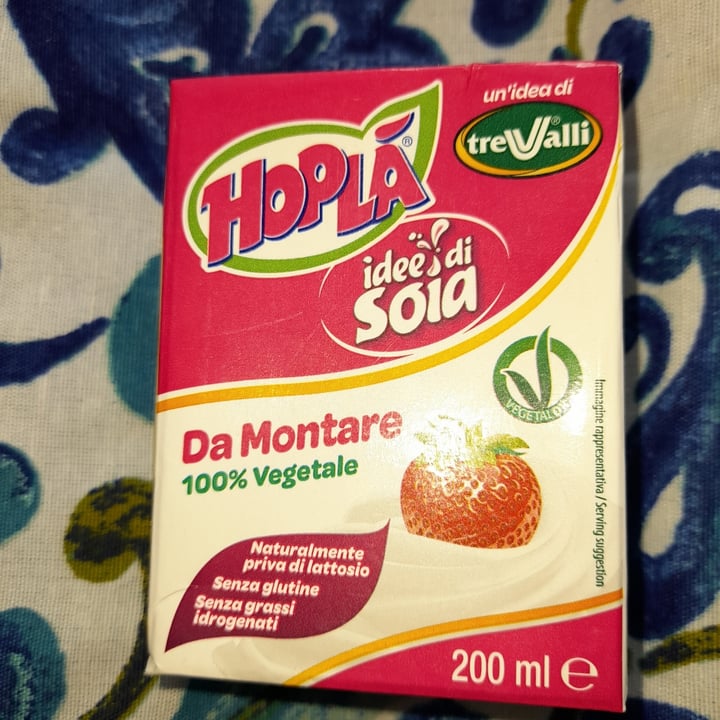 un'idea di
treValli®
HOPLÀ®
idee di
soia
VEGETALE
Da Montare
100% Vegetale
Immagine rappresentativa / Serving suggestion
Naturalmente
priva di lattosio
Senza glutine
Senza grassi
idrogenati
200 ml e